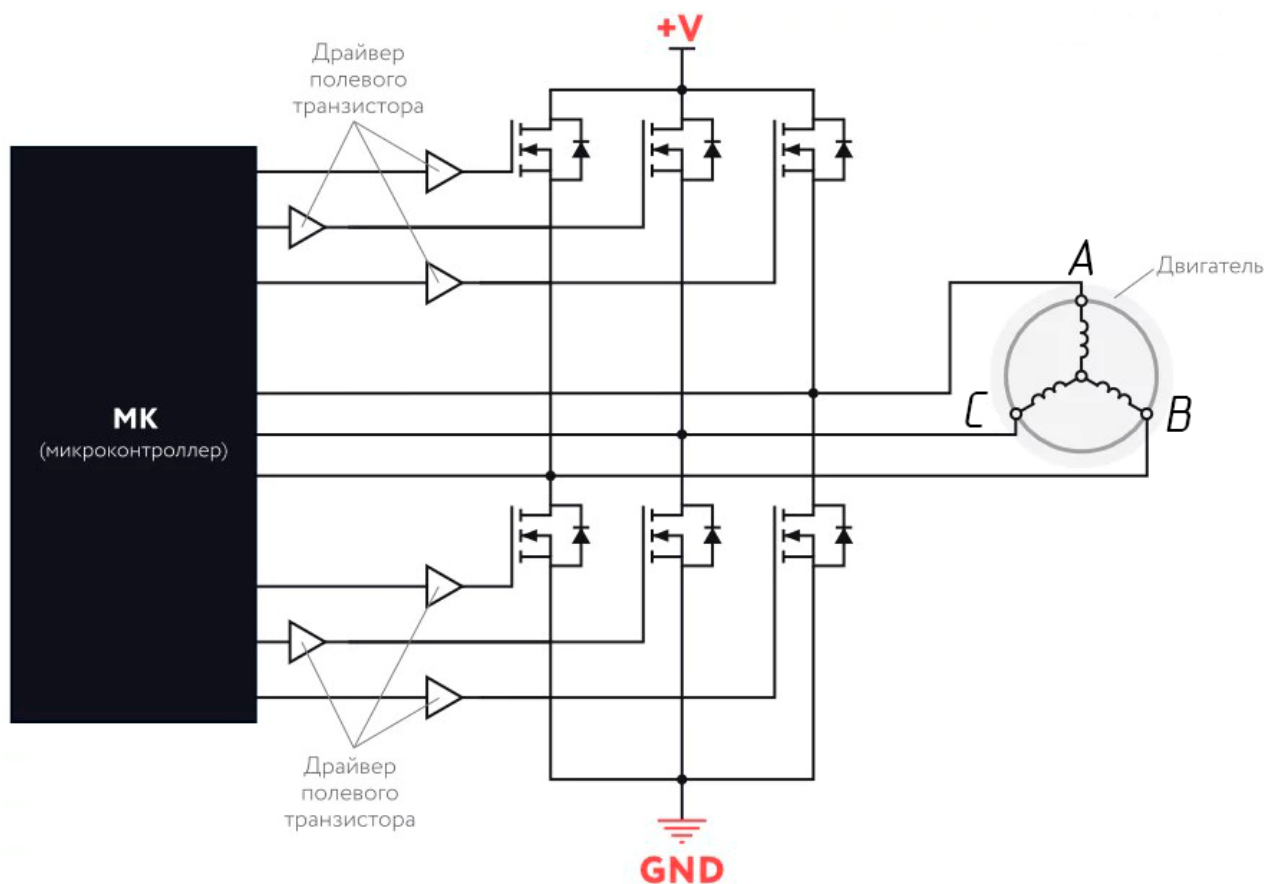 +V
Драйвер
полевого
транзистора
A
Двигатель
МК
(микроконтроллер)
C
B
Драйвер
полевого
транзистора
GND